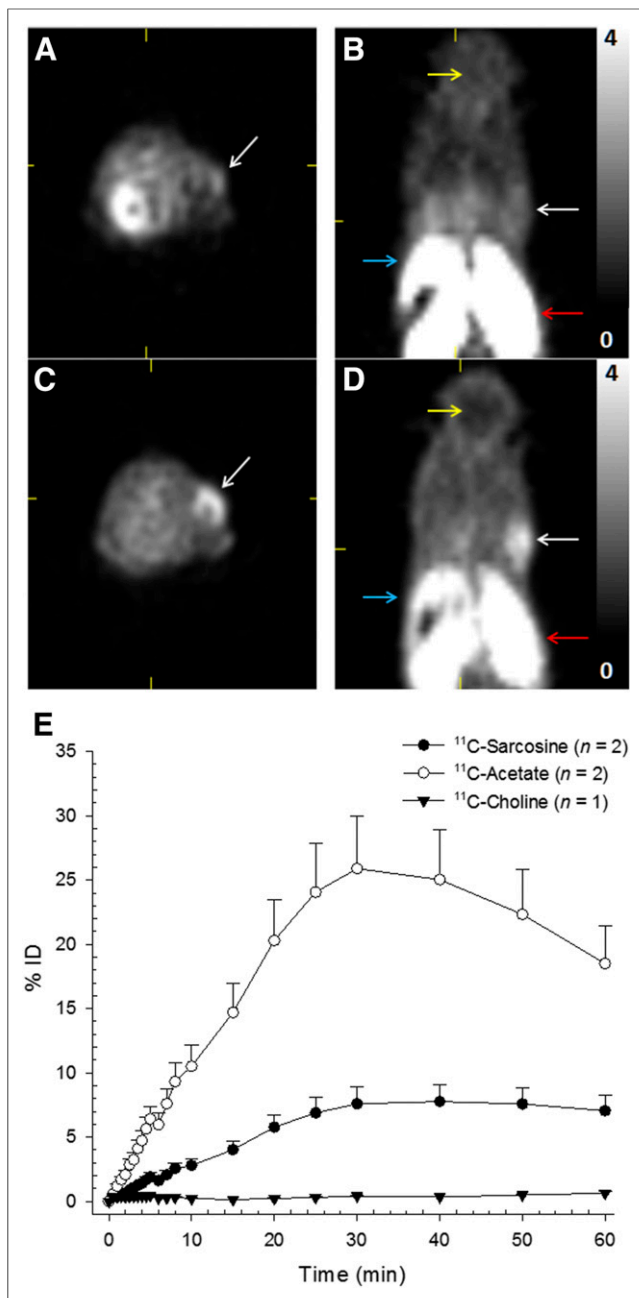 A
B
4
0
C
D
4
0
E
¹¹C-Sarcosine (n = 2)
¹¹C-Acetate (n = 2)
¹¹C-Choline (n = 1)
% ID
35
30
25
20
15
10
5
0
0 10 20 30 40 50 60
Time (min)